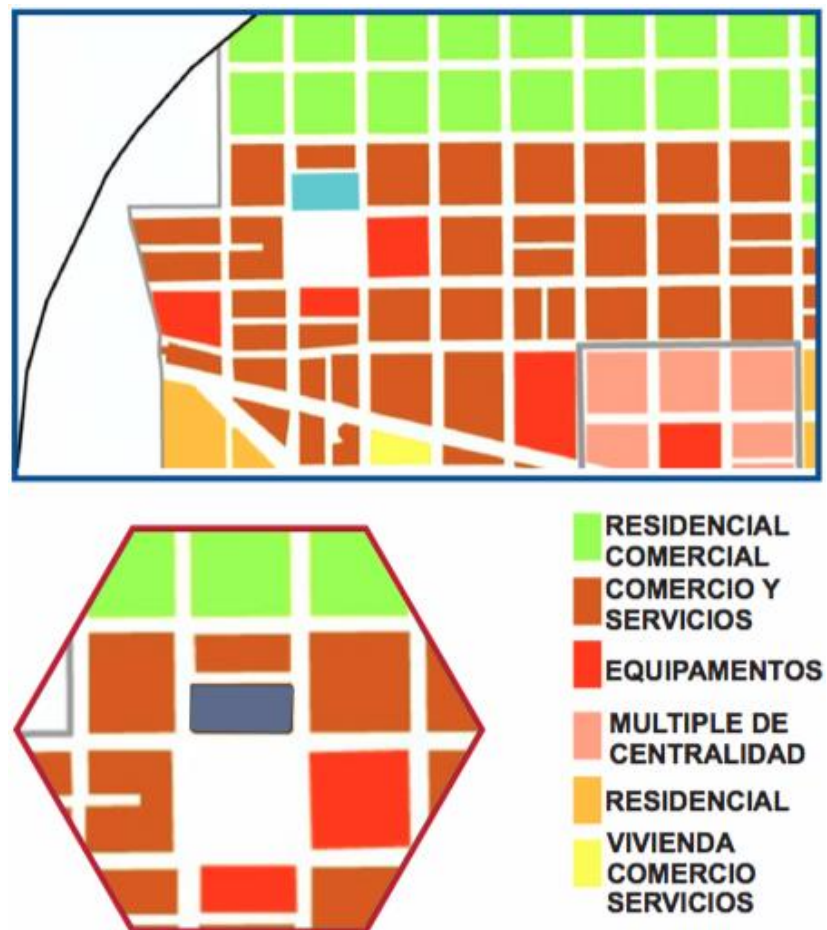 RESIDENCIAL
COMERCIAL
COMERCIO Y
SERVICIOS
EQUIPAMENTOS
MULTIPLE DE
CENTRALIDAD
RESIDENCIAL
VIVIENDA
COMERCIO
SERVICIOS